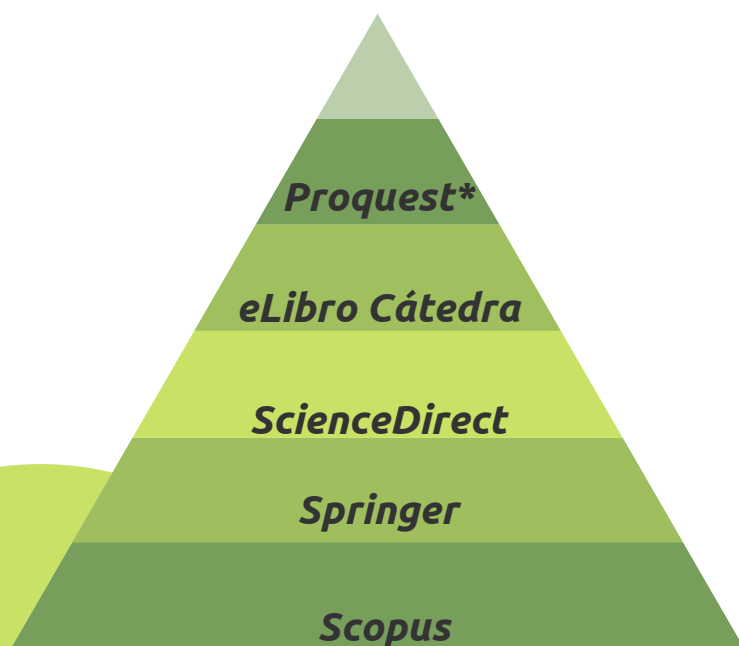 Proquest*
eLibro Cátedra
ScienceDirect
Springer
Scopus